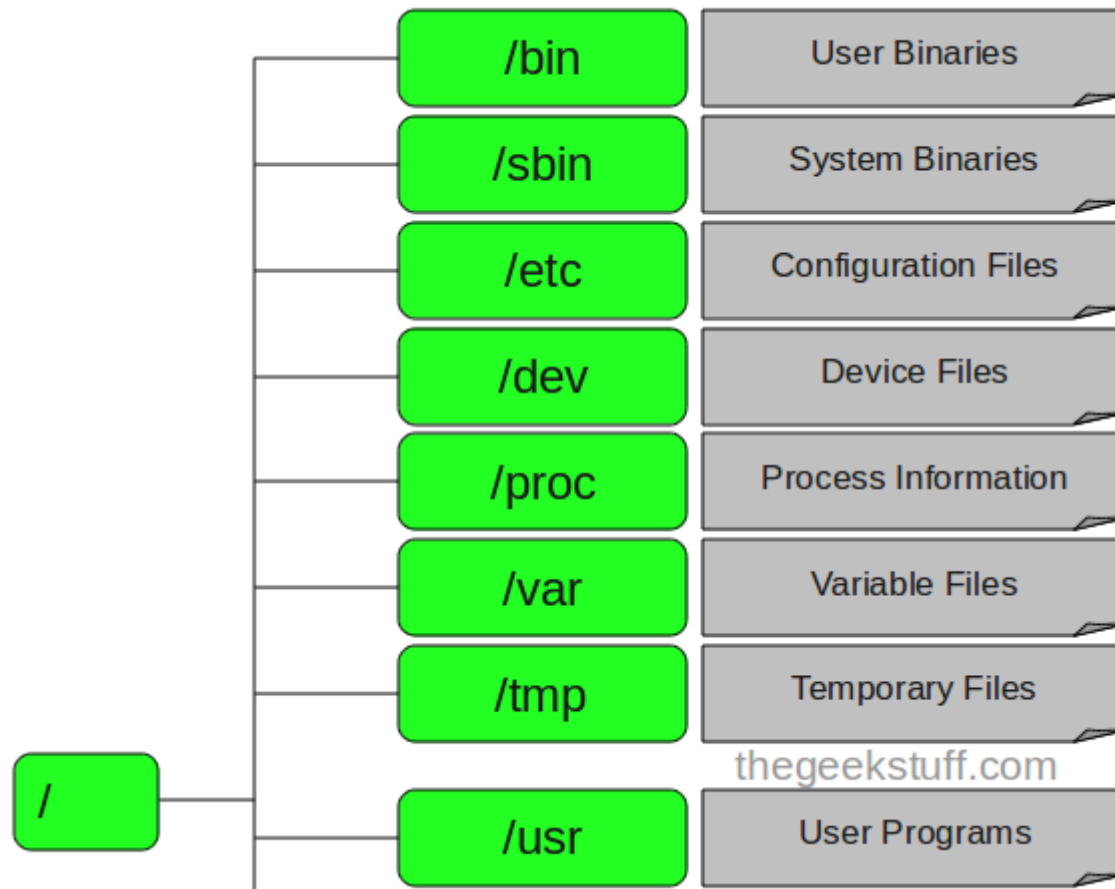 /bin User Binaries
/sbin System Binaries
/etc Configuration Files
/dev Device Files
/proc Process Information
/var Variable Files
/tmp Temporary Files
thegeekstuff.com
/
/usr User Programs